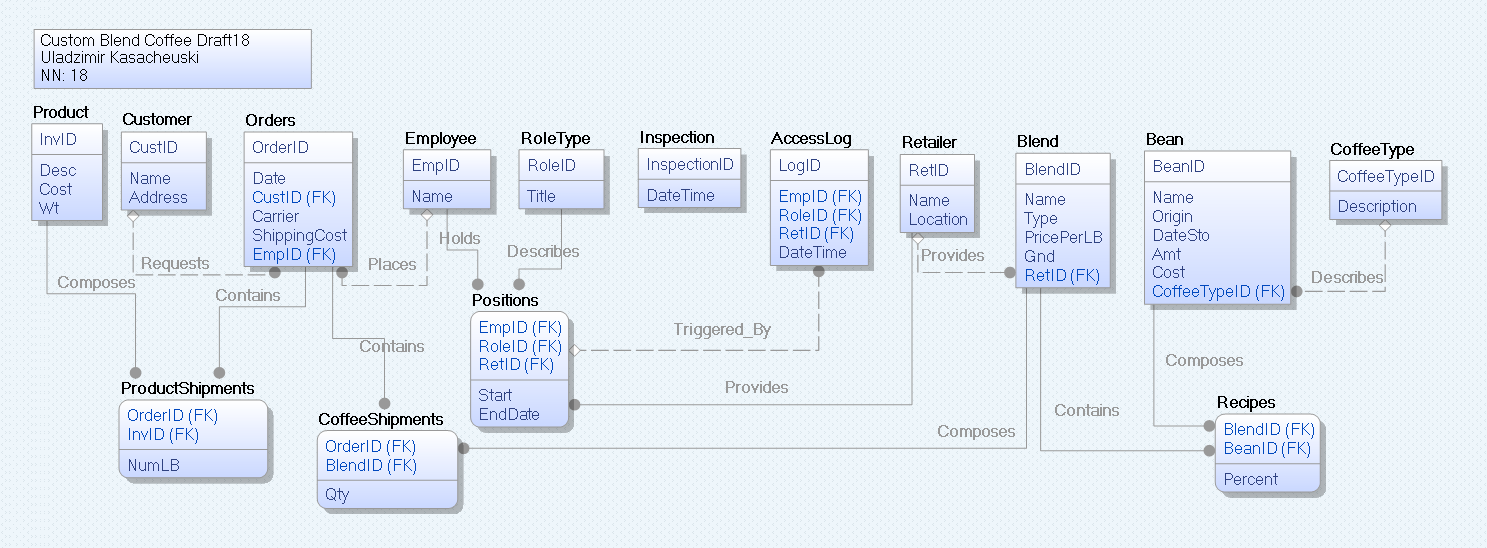 Custom Blend Coffee Draft18
Uladzimir Kasacheuski
NN: 18
Product
InvID
Desc
Cost
Wt
Customer
CustID
Name
Address
Orders
OrderID
Date
CustID (FK)
Carrier
ShippingCost
EmpID (FK)
Employee
EmpID
Name
RoleType
RoleID
Title
Inspection
InspectionID
DateTime
AccessLog
LogID
EmpID (FK)
RoleID (FK)
RetID (FK)
DateTime
Retailer
RetID
Name
Location
Blend
BlendID
Name
Type
PricePerLB
Gnd
RetID (FK)
Bean
BeanID
Name
Origin
DateSto
Amt
Cost
CoffeeTypeID (FK)
CoffeeType
CoffeeTypeID
Description
Composes
Requests
Contains
Places
Holds
Describes
Provides
Describes
Contains
Triggered_By
Provides
Composes
Contains
Composes
Positions
EmpID (FK)
RoleID (FK)
RetID (FK)
Start
EndDate
ProductShipments
OrderID (FK)
InvID (FK)
NumLB
CoffeeShipments
OrderID (FK)
BlendID (FK)
Qty
Recipes
BlendID (FK)
BeanID (FK)
Percent